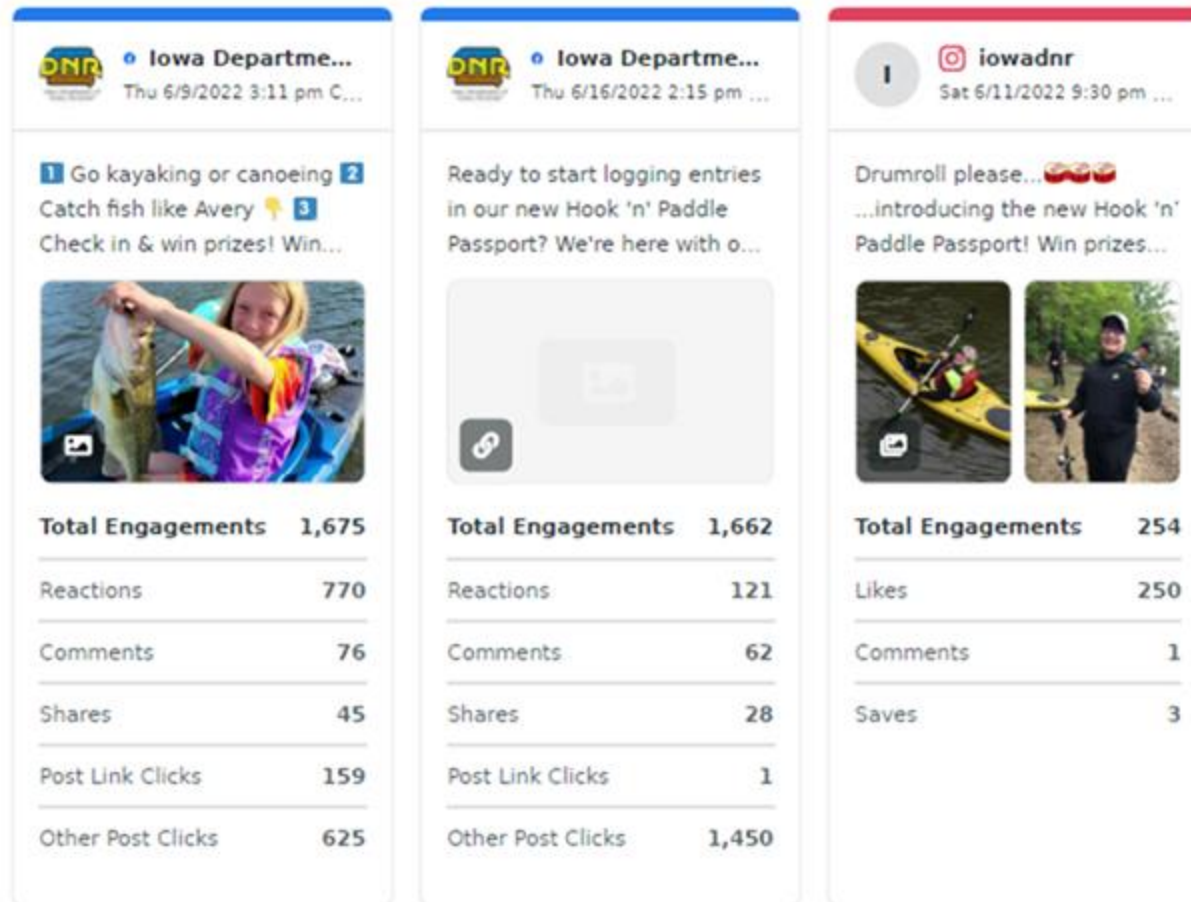 DNR
Iowa Departme...
Thu 6/9/2022 3:11 pm C...
1️⃣ Go kayaking or canoeing 2️⃣
Catch fish like Avery 👇 3️⃣
Check in & win prizes! Win...
Total Engagements 1,675
Reactions 770
Comments 76
Shares 45
Post Link Clicks 159
Other Post Clicks 625
DNR
Iowa Departme...
Thu 6/16/2022 2:15 pm ...
Ready to start logging entries
in our new Hook 'n' Paddle
Passport? We're here with o...
Total Engagements 1,662
Reactions 121
Comments 62
Shares 28
Post Link Clicks 1
Other Post Clicks 1,450
I
iowadnr
Sat 6/11/2022 9:30 pm ...
Drumroll please...🥁🥁🥁
...introducing the new Hook 'n'
Paddle Passport! Win prizes...
Total Engagements 254
Likes 250
Comments 1
Saves 3